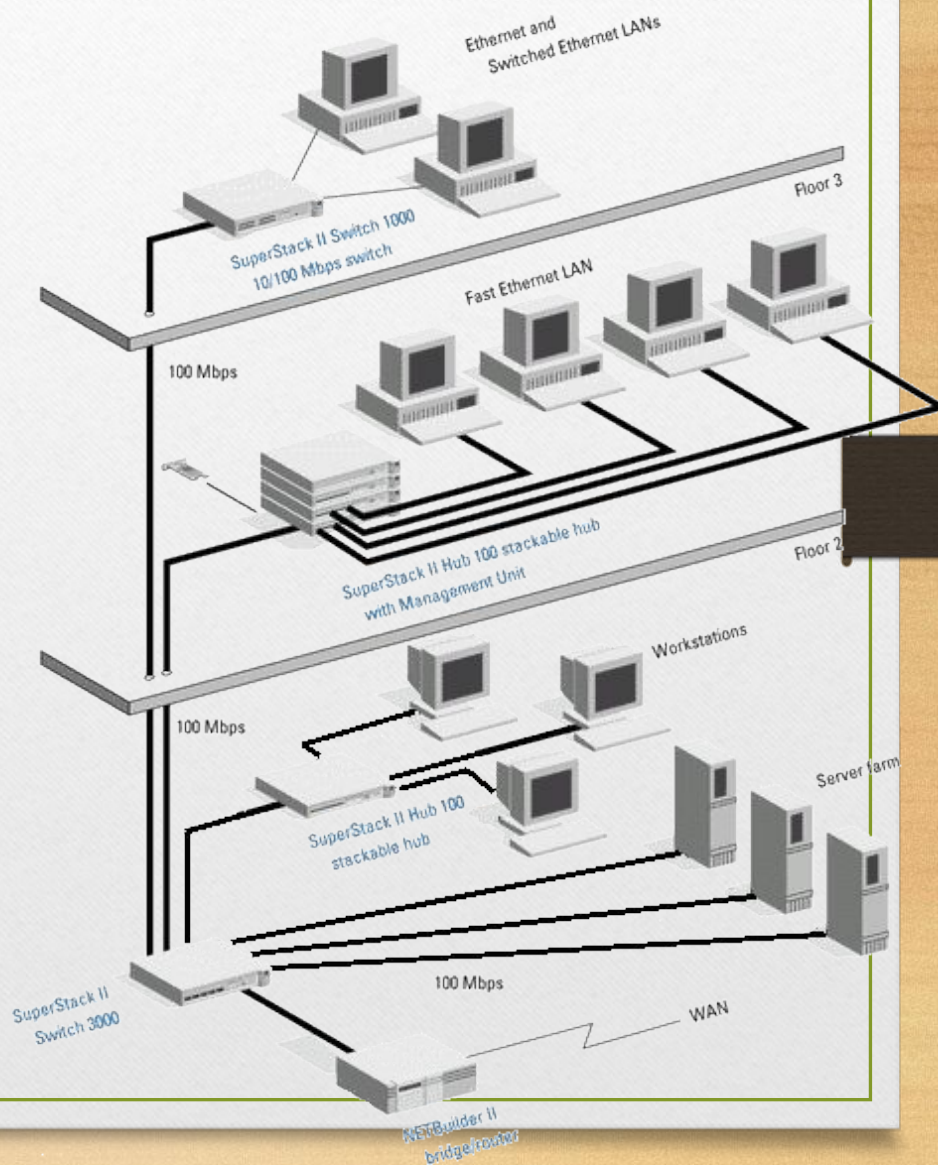 Ethernet and
Switched Ethernet LANs
Floor 3
SuperStack II Switch 1000
10/100 Mbps switch
Fast Ethernet LAN
100 Mbps
SuperStack II Hub 100 stackable hub
with Management Unit
Floor 2
Workstations
100 Mbps
Server farm
SuperStack II Hub 100
stackable hub
100 Mbps
SuperStack II
Switch 3000
WAN
NETBuilder II
bridge/router